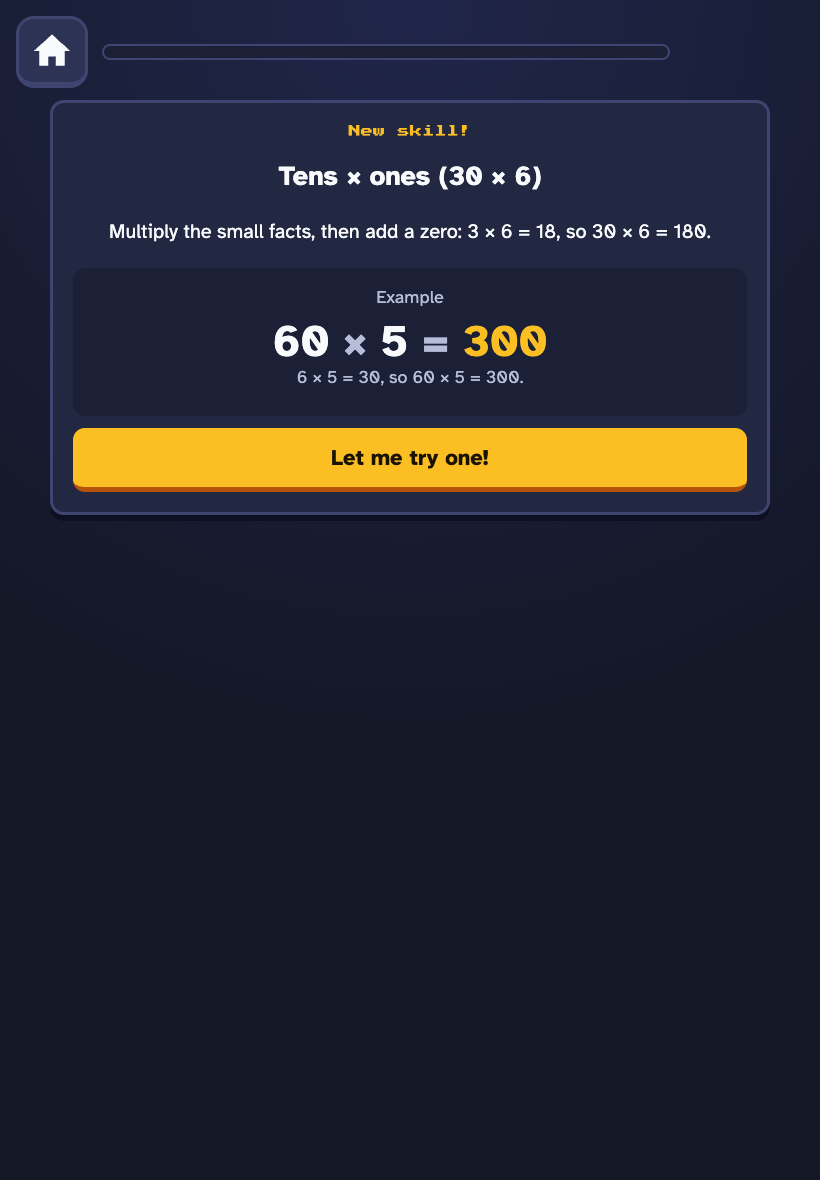 New skill!
Tens × ones (30 × 6)
Multiply the small facts, then add a zero: 3 × 6 = 18, so 30 × 6 = 180.
Example
60 × 5 = 300
6 × 5 = 30, so 60 × 5 = 300.
Let me try one!